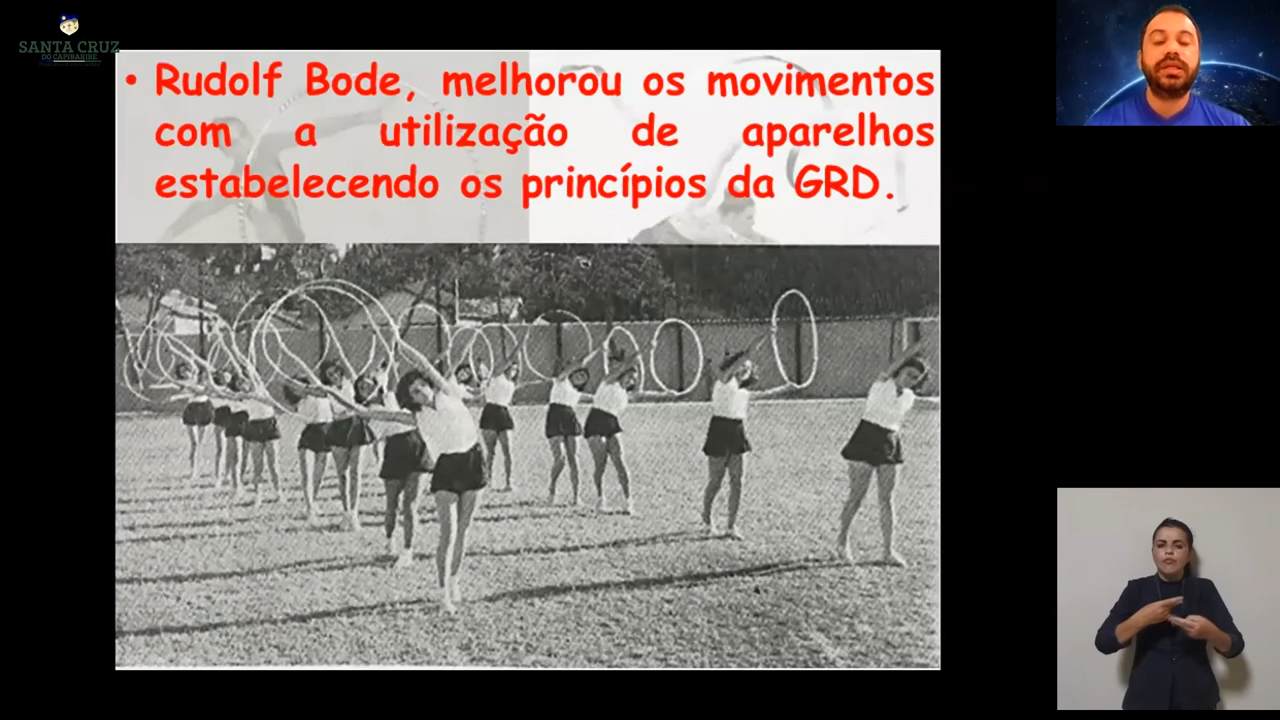 SANTA CRUZ
DO CAPIBARIBE
• Rudolf Bode, melhorou os movimentos
com a utilização de aparelhos
estabelecendo os princípios da GRD.